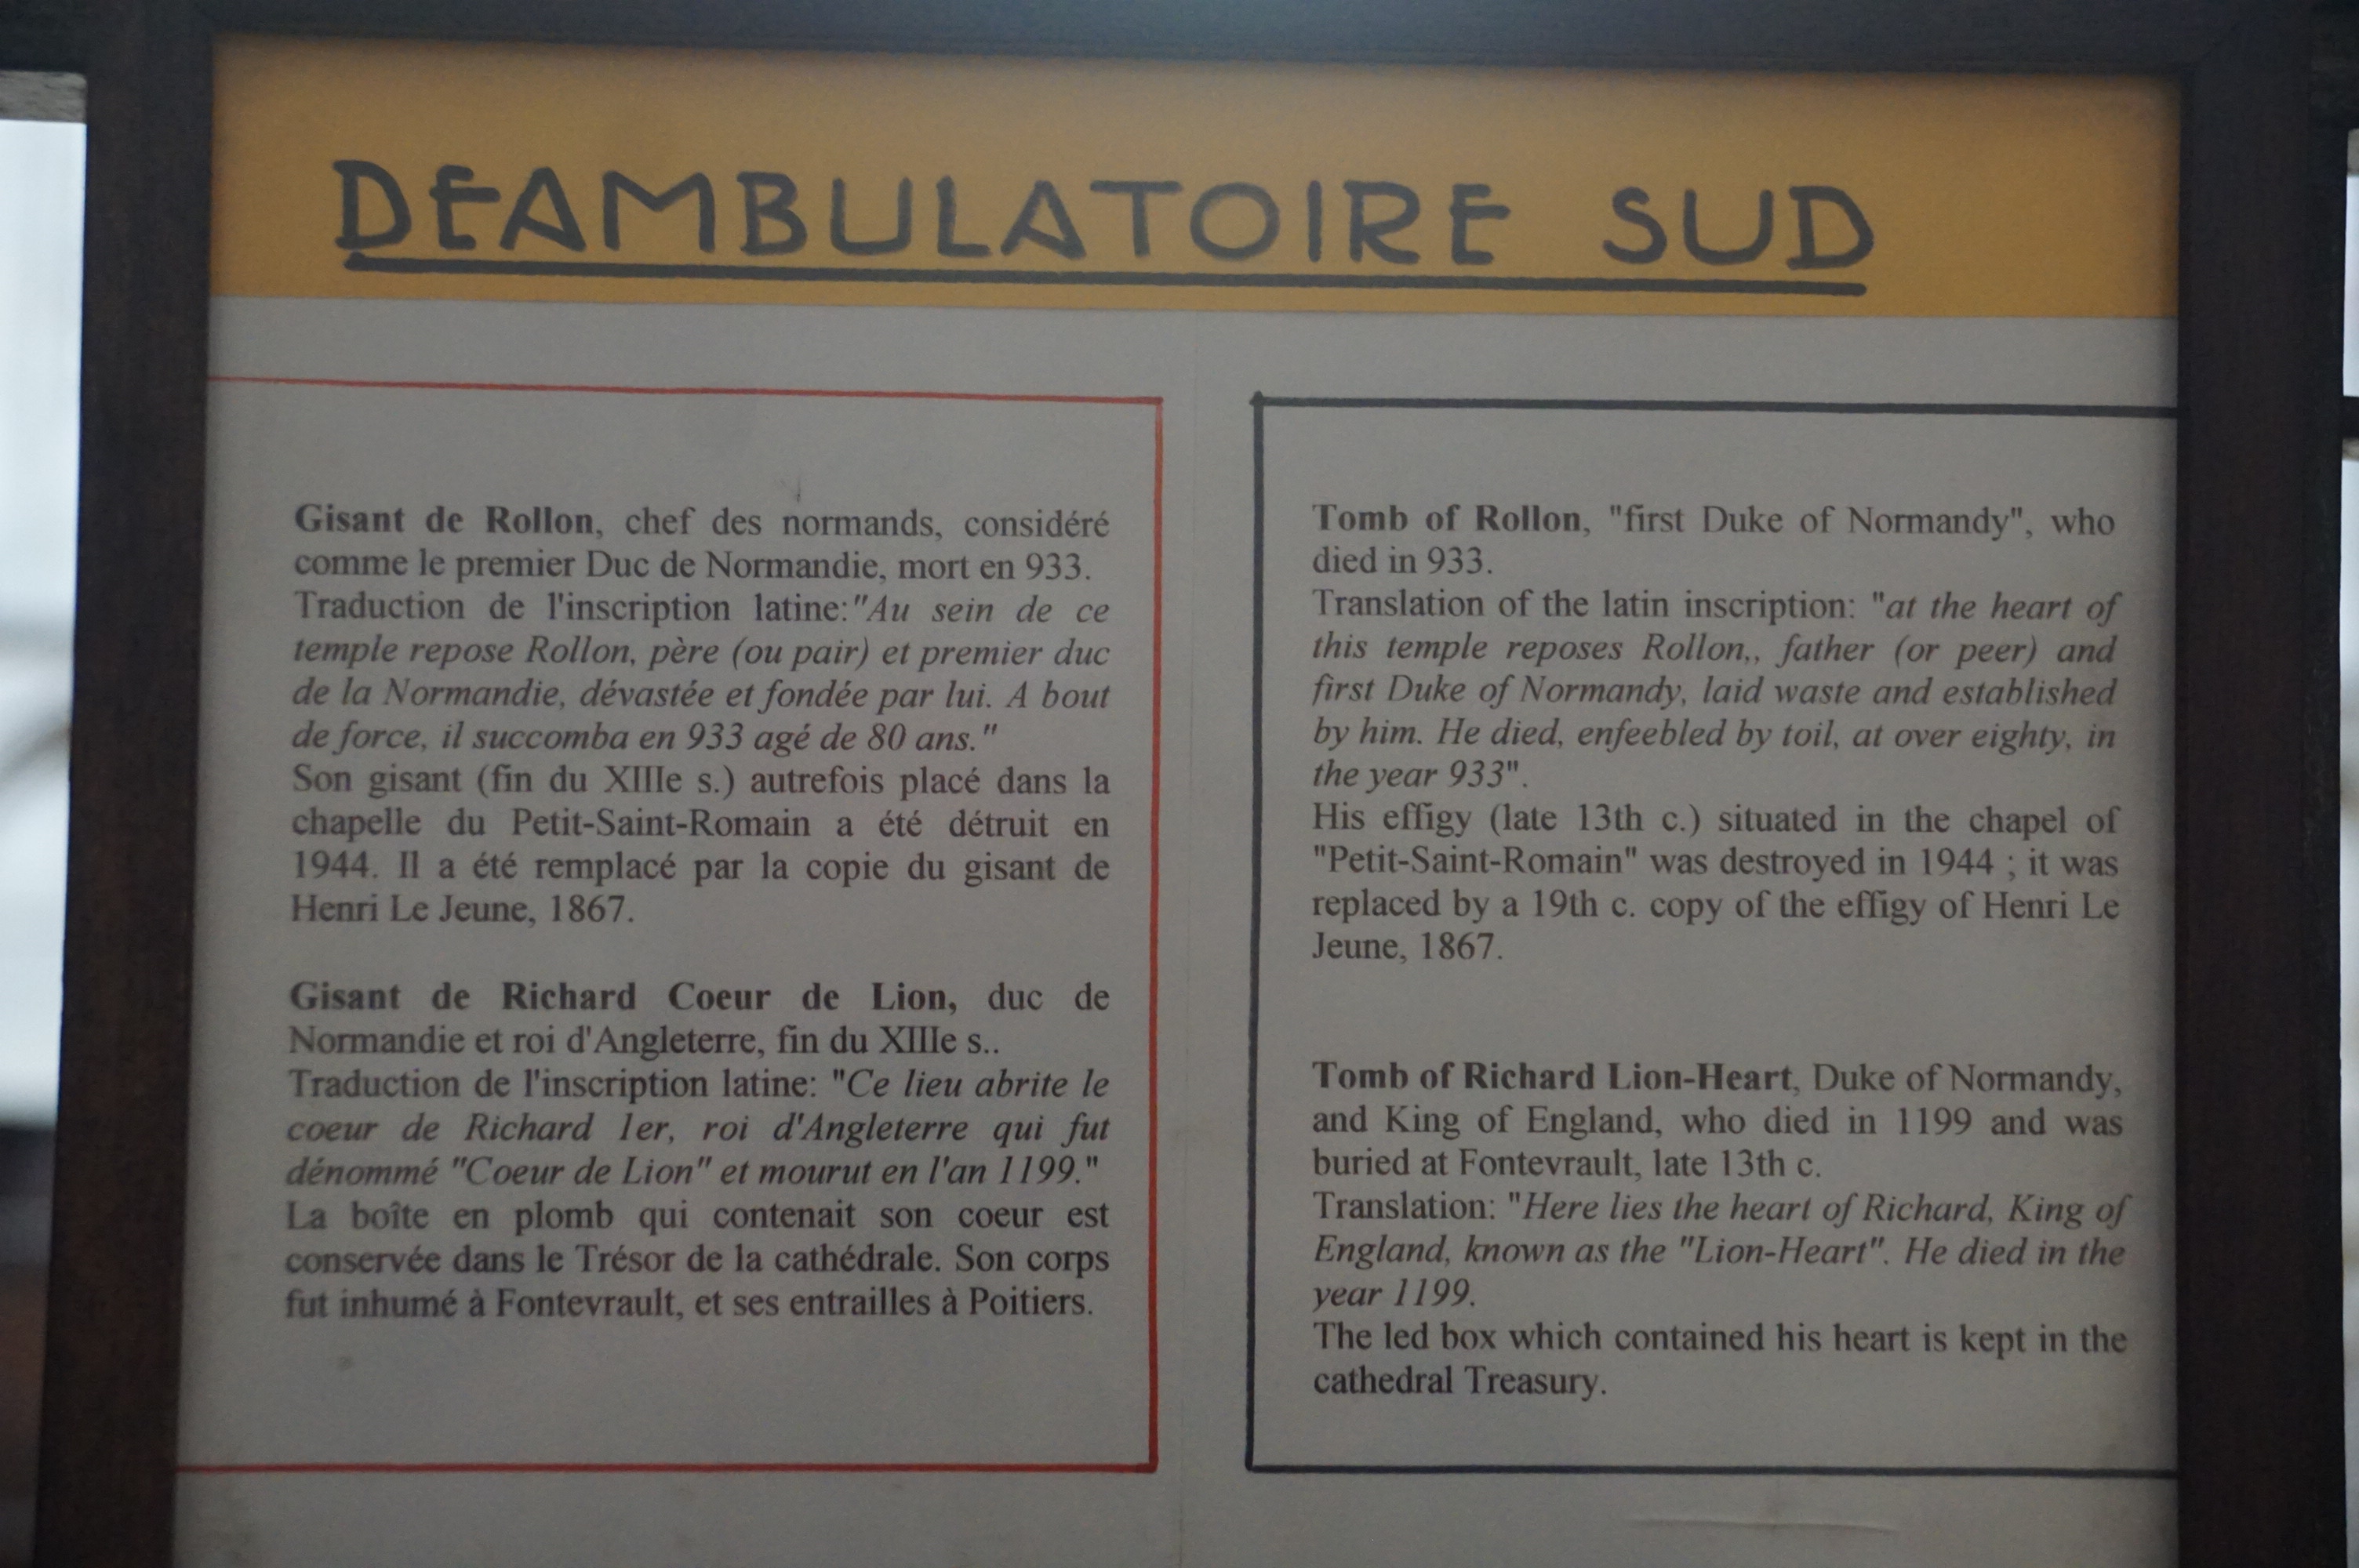 DEAMBULATOIRE SUD
Gisant de Rollon, chef des normands, considéré
comme le premier Duc de Normandie, mort en 933.
Traduction de l'inscription latine:"Au sein de ce
temple repose Rollon, père (ou pair) et premier duc
de la Normandie, dévastée et fondée par lui. A bout
de force, il succomba en 933 agé de 80 ans."
Son gisant (fin du XIIIe s.) autrefois placé dans la
chapelle du Petit-Saint-Romain a été détruit en
1944. Il a été remplacé par la copie du gisant de
Henri Le Jeune, 1867.
Gisant de Richard Coeur de Lion, duc de
Normandie et roi d'Angleterre, fin du XIIIe s..
Traduction de l'inscription latine: "Ce lieu abrite le
coeur de Richard 1er, roi d'Angleterre qui fut
dénommé "Coeur de Lion" et mourut en l'an 1199."
La boîte en plomb qui contenait son coeur est
conservée dans le Trésor de la cathédrale. Son corps
fut inhumé à Fontevrault, et ses entrailles à Poitiers.
Tomb of Rollon, "first Duke of Normandy", who
died in 933.
Translation of the latin inscription: "at the heart of
this temple reposes Rollon,, father (or peer) and
first Duke of Normandy, laid waste and established
by him. He died, enfeebled by toil, at over eighty, in
the year 933".
His effigy (late 13th c.) situated in the chapel of
"Petit-Saint-Romain" was destroyed in 1944 ; it was
replaced by a 19th c. copy of the effigy of Henri Le
Jeune, 1867.
Tomb of Richard Lion-Heart, Duke of Normandy,
and King of England, who died in 1199 and was
buried at Fontevrault, late 13th c.
Translation: "Here lies the heart of Richard, King of
England, known as the "Lion-Heart". He died in the
year 1199.
The led box which contained his heart is kept in the
cathedral Treasury.